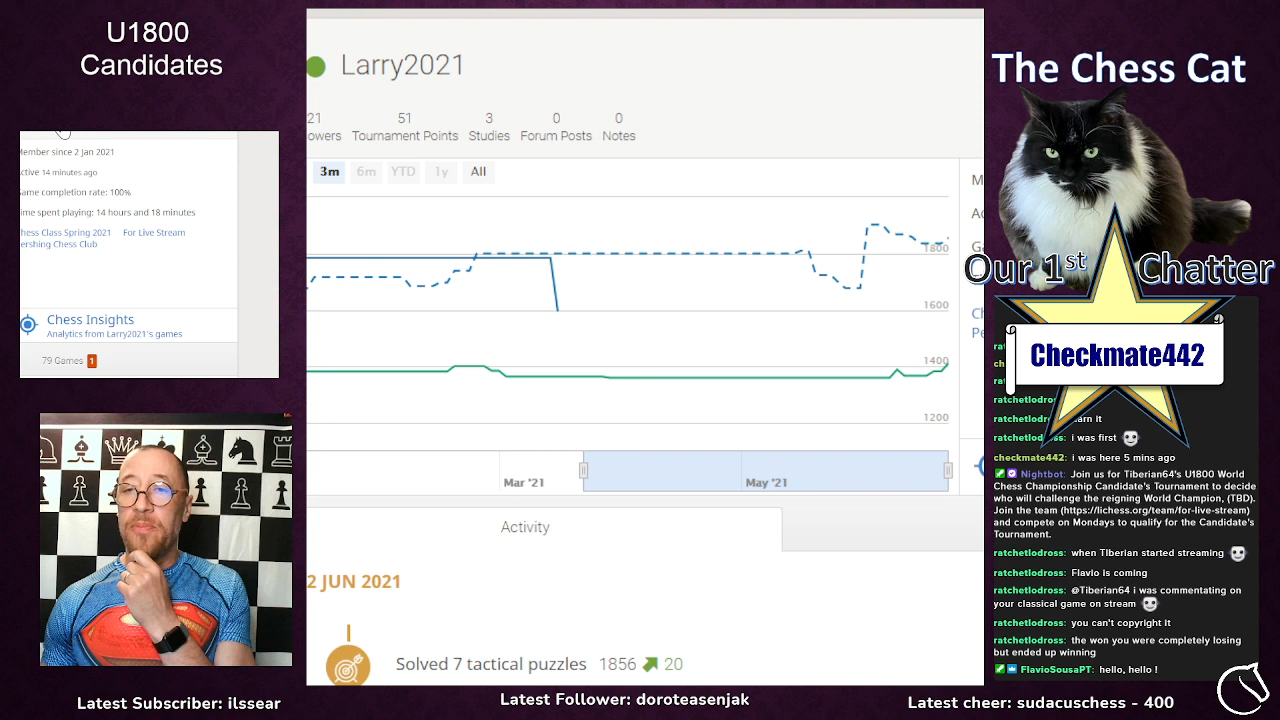 U1800
Candidates
Member since 2 Jan 2021
ctive 14 minutes ago
ame completion rate: 100%
ime spent playing: 14 hours and 18 minutes
hess Class Spring 2021 For Live Stream
ershing Chess Club
Chess Insights
Analytics from Larry2021's games
79 Games 1
Larry2021
21 51 3 0 0
owers Tournament Points Studies Forum Posts Notes
3m 6m YTD 1y All
1800
1600
1400
1200
Mar '21 May '21
Activity
2 JUN 2021
Solved 7 tactical puzzles 1856 20
The Chess Cat
Our 1st Chatter
Checkmate442
ratchetlodross: i was first
checkmate442: i was here 5 mins ago
Nightbot: Join us for Tiberian64's U1800 World
Chess Championship Candidate's Tournament to decide
who will challenge the reigning World Champion, (TBD).
Join the team (https://lichess.org/team/for-live-stream)
and compete on Mondays to qualify for the Candidate's
Tournament.
ratchetlodross: when TIberian started streaming
ratchetlodross: Flavio is coming
ratchetlodross: @Tiberian64 i was commentating on
your classical game on stream
ratchetlodross: you can't copyright it
ratchetlodross: the won you were completely losing
but ended up winning
FlavioSousaPT: hello, hello !
Latest Subscriber: ilssear
Latest Follower: doroteasenjak
Latest cheer: sudacuschess - 400